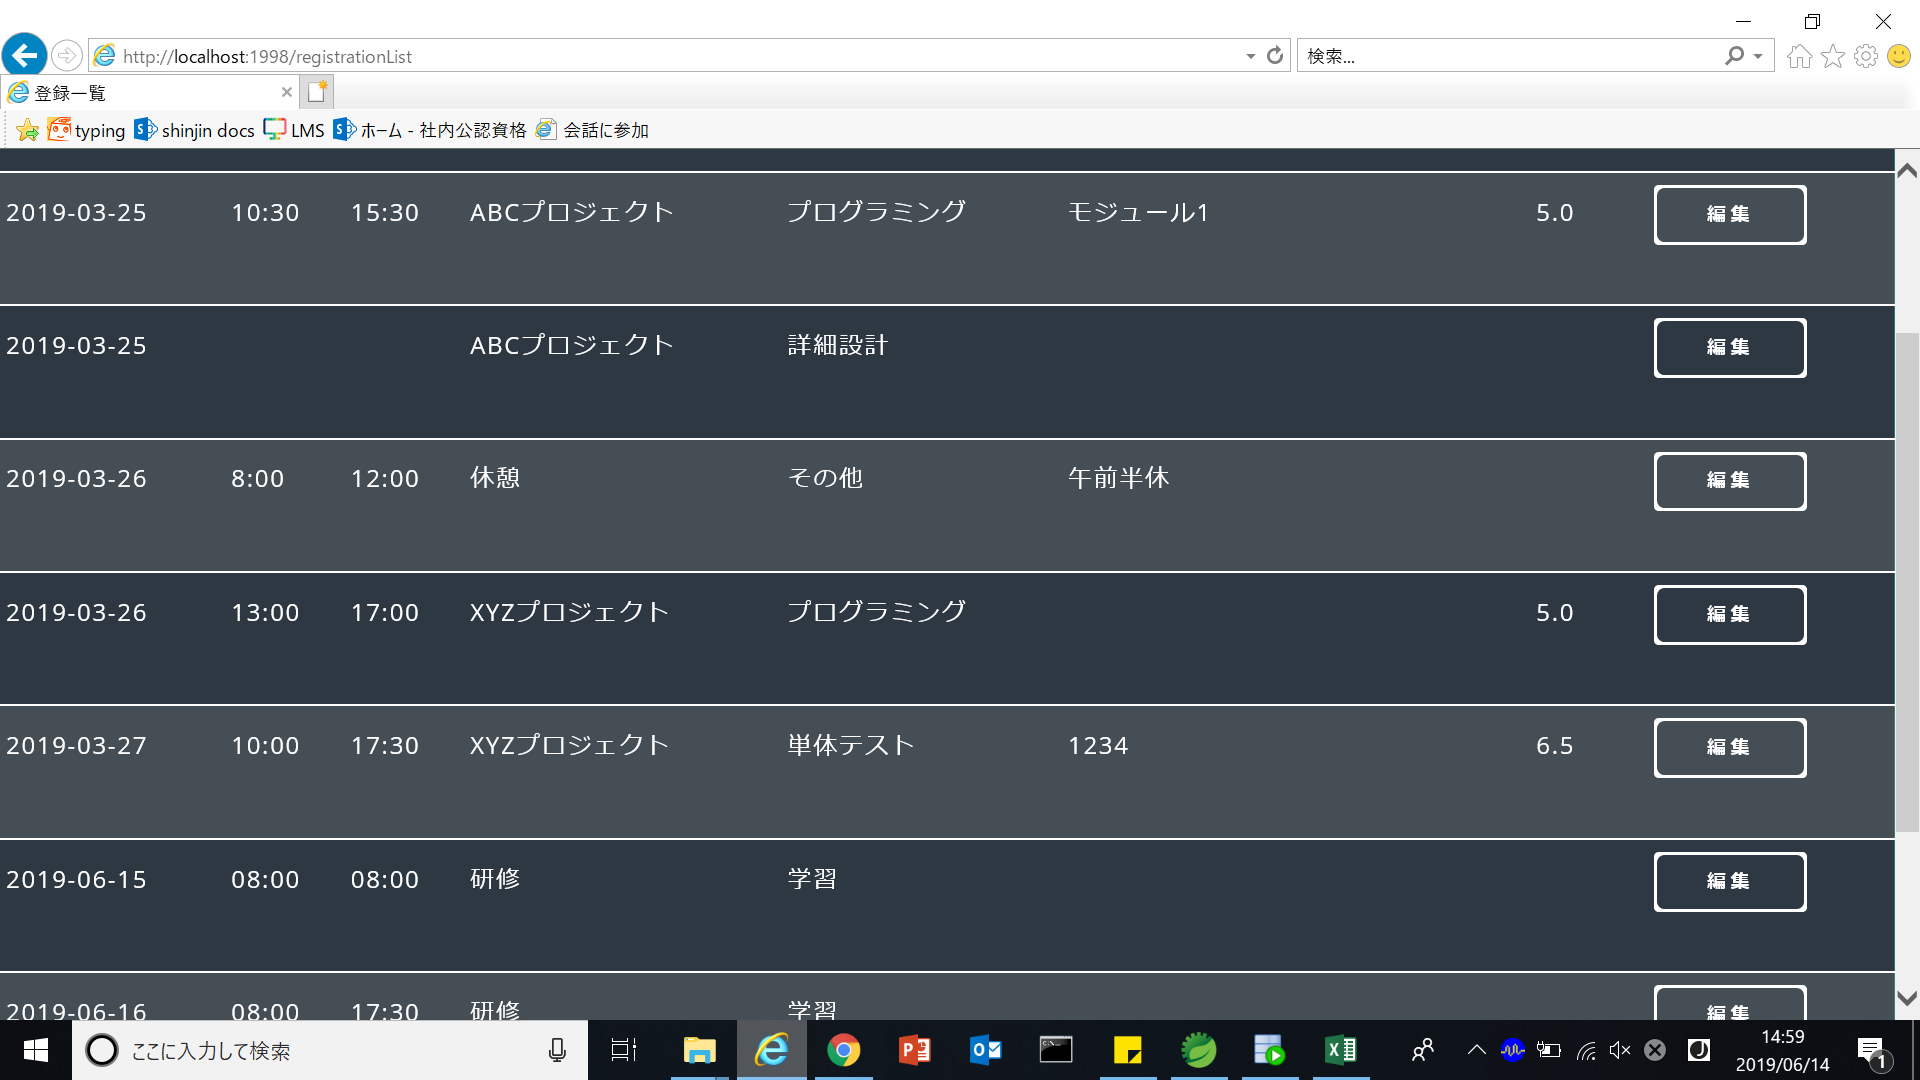 http://localhost:1998/registrationList
検索...
登録一覧
typing shinjin docs LMS ホーム - 社内公認資格 会話に参加
2019-03-25 10:30 15:30 ABCプロジェクト プログラミング モジュール1 5.0 編集
2019-03-25 ABCプロジェクト 詳細設計 編集
2019-03-26 8:00 12:00 休憩 その他 午前半休 編集
2019-03-26 13:00 17:00 XYZプロジェクト プログラミング 5.0 編集
2019-03-27 10:00 17:30 XYZプロジェクト 単体テスト 1234 6.5 編集
2019-06-15 08:00 08:00 研修 学習 編集
2019-06-16 08:00 17:30 研修 学習 編集
ここに入力して検索
14:59
2019/06/14
1